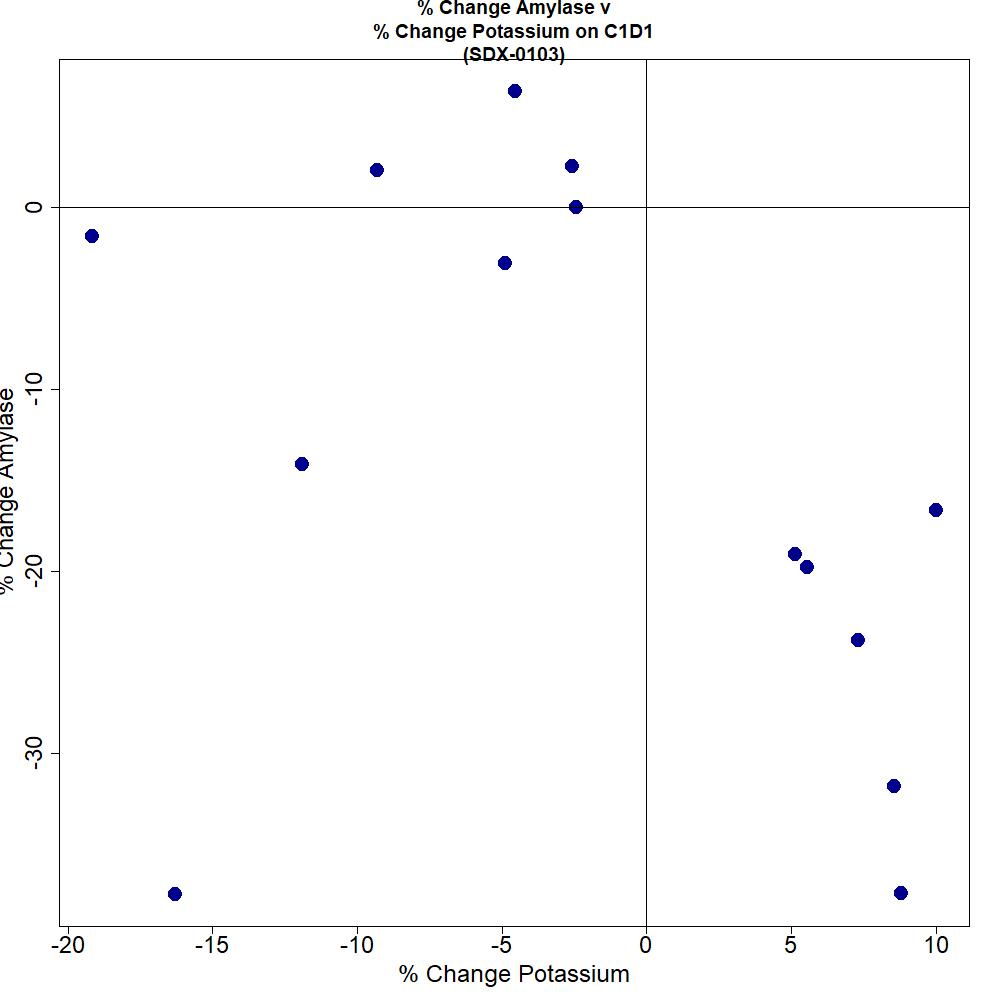 % Change Amylase v
% Change Potassium on C1D1
(SDX-0103)
0
-10
-20
-30
% Change Amylase
-20 -15 -10 -5 0 5 10
% Change Potassium